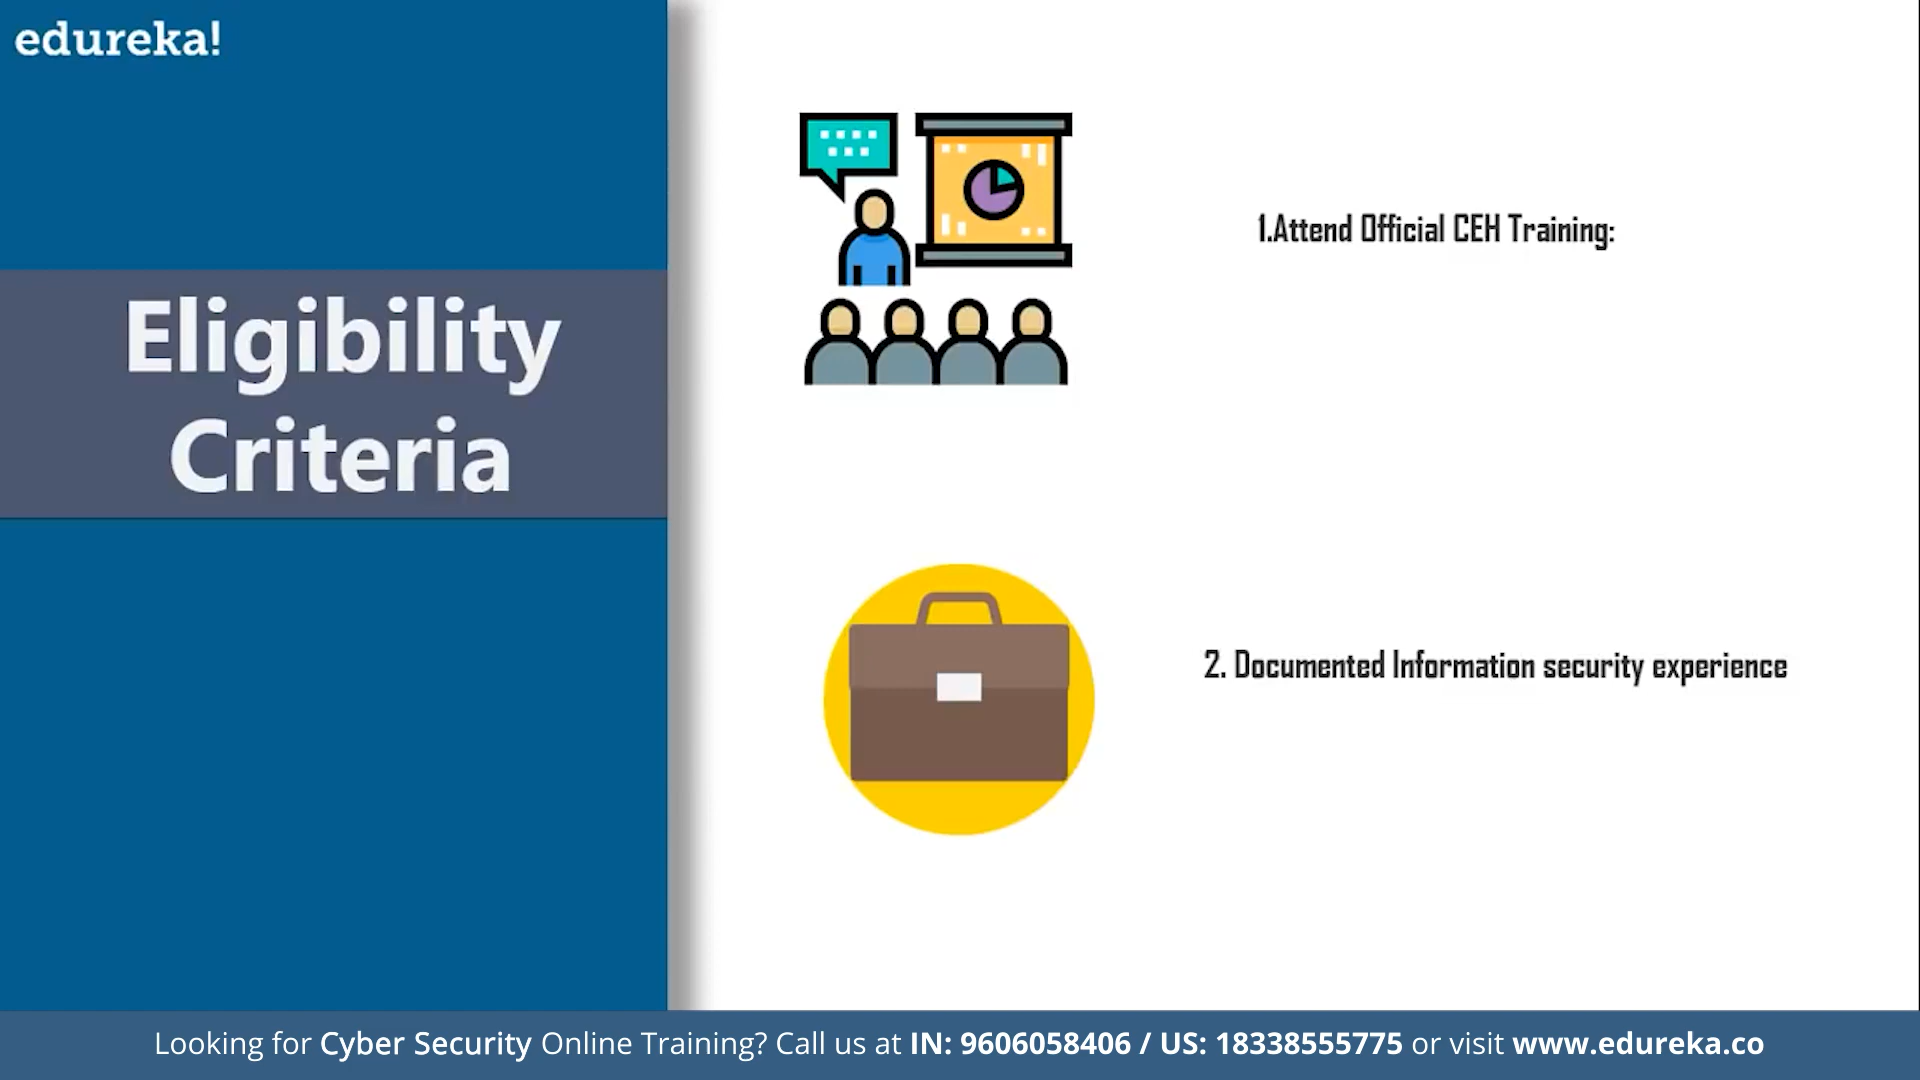 edureka!
Eligibility
Criteria
1.Attend Official CEH Training:
2. Documented Information security experience
Looking for Cyber Security Online Training? Call us at IN: 9606058406 / US: 18338555775 or visit www.edureka.co